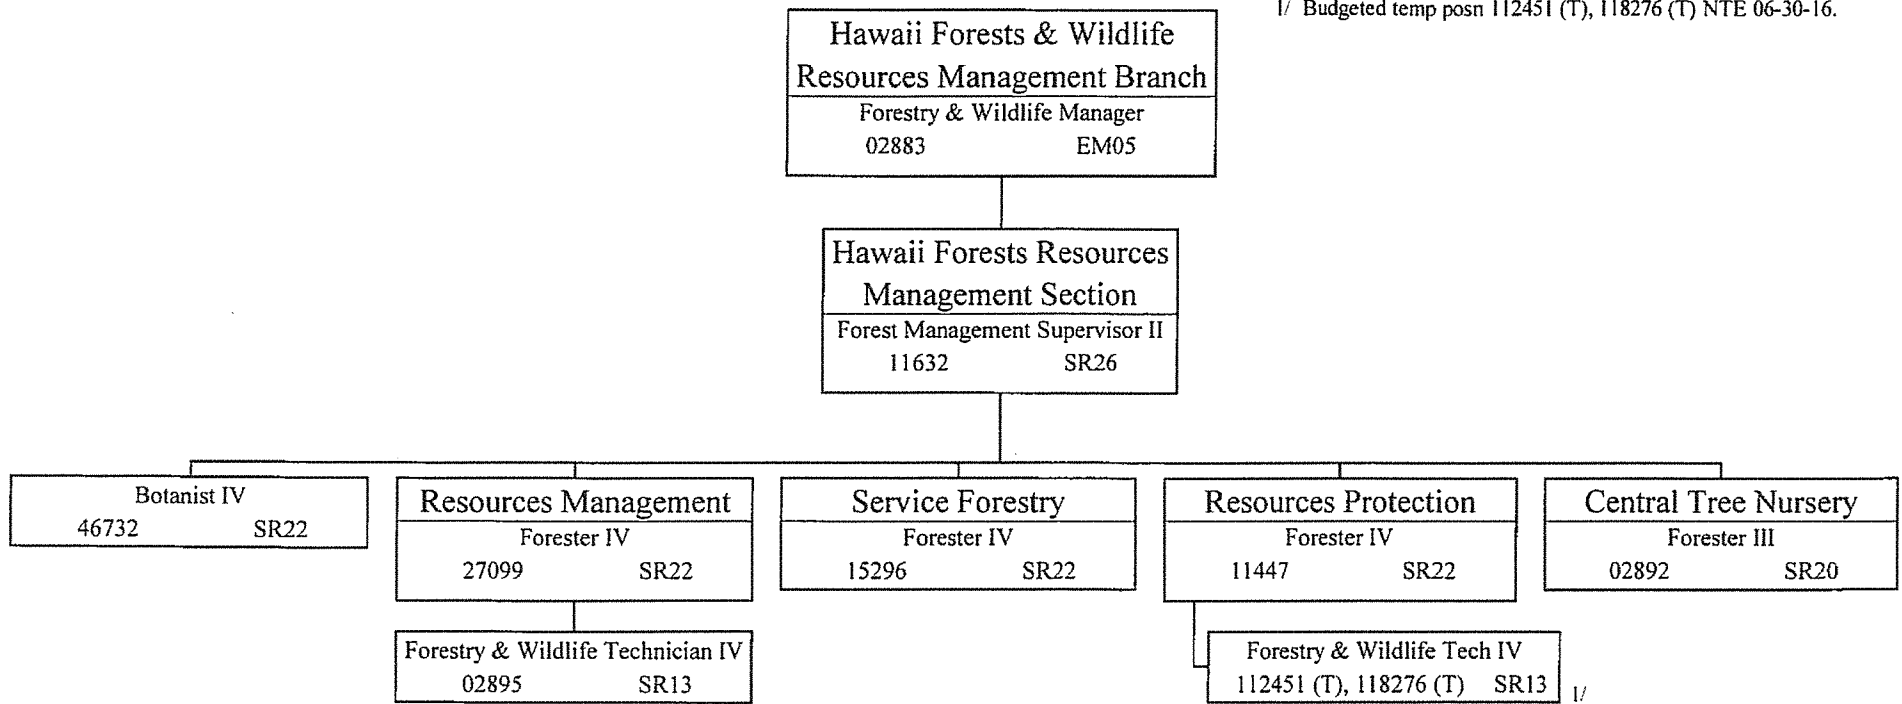 1/ Budgeted temp posn 112451 (T), 118276 (T) NTE 06-30-16.
Hawaii Forests & Wildlife
Resources Management Branch
Forestry & Wildlife Manager
02883 EM05
Hawaii Forests Resources
Management Section
Forest Management Supervisor II
11632 SR26
Botanist IV
46732 SR22
Resources Management
Forester IV
27099 SR22
Service Forestry
Forester IV
15296 SR22
Resources Protection
Forester IV
11447 SR22
Central Tree Nursery
Forester III
02892 SR20
Forestry & Wildlife Technician IV
02895 SR13
Forestry & Wildlife Tech IV
112451 (T), 118276 (T) SR13 1/